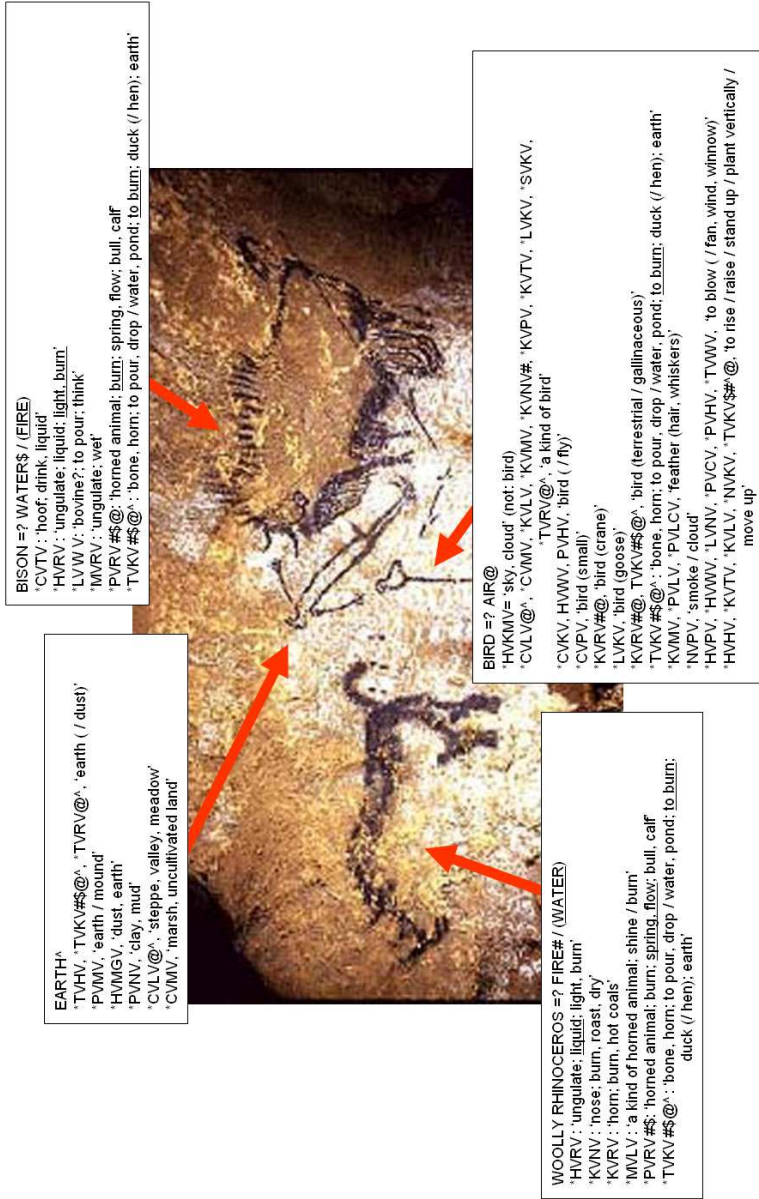 EARTH^
*TVHV, *TVKV#$@^, *TVRV@^, ‘earth ( / dust)’
*PVMV, ‘earth / mound’
*HVMGV, ‘dust, earth’
*PVNV, ‘clay, mud’
*CVLV@^, ‘steppe, valley, meadow’
*CVMV, ‘marsh, uncultivated land’
BISON =? WATER$ / (FIRE)
*CVTV : ‘hoof; drink, liquid’
*HVRV : ‘ungulate; liquid; light, burn’
*LVWV: ‘bovine?; to pour; think’
*MVRV : ‘ungulate; wet’
*PVRV#$@: ‘horned animal; burn; spring, flow; bull, calf’
*TVKV#$@^ : ‘bone, horn; to pour, drop / water, pond; to burn; duck (/ hen); earth’
WOOLLY RHINOCEROS =? FIRE# / (WATER)
*HVRV : ‘ungulate; liquid; light, burn’
*KVNV : ‘nose; burn, roast, dry’
*KVRV : ‘horn; burn, hot coals’
*MVLV : ‘a kind of horned animal; shine / burn’
*PVRV#$: ‘horned animal; burn; spring, flow; bull, calf’
*TVKV#$@^ : ‘bone, horn; to pour, drop / water, pond; to burn;
duck (/ hen); earth’
BIRD =? AIR@
*HVKMV= ‘sky, cloud’ (not: bird)
*CVLV@^, *CVMV, *KVLV, *KVMV, *KVNV#, *KVPV, *KVTV, *LVKV, *SVKV,
*TVRV@^, ‘a kind of bird’
*CVKV, HVWV, PVHV, ‘bird (/ fly)’
*CVPV, ‘bird (small)’
*KVRV#@, ‘bird (crane)’
*LVKV, ‘bird (goose)’
*KVRV#@, TVKV#$@^, ‘bird (terrestrial / gallinaceous)’
*TVKV#$@^ : ‘bone, horn; to pour, drop / water, pond; to burn; duck (/ hen); earth’
*KVMV, *PVLV, *PVLCV, ‘feather (hair, whiskers)’
*NVPV, ‘smoke / cloud’
*HVPV, *HVWV, *LVNV, *PVCV, *PVHV, *TVWV, ‘to blow ( / fan, wind, winnow)’
*HVHV, *KVTV, *KVLV, *NVKV, *TVKV$#^@, ‘to rise / raise / stand up / plant vertically /
move up’